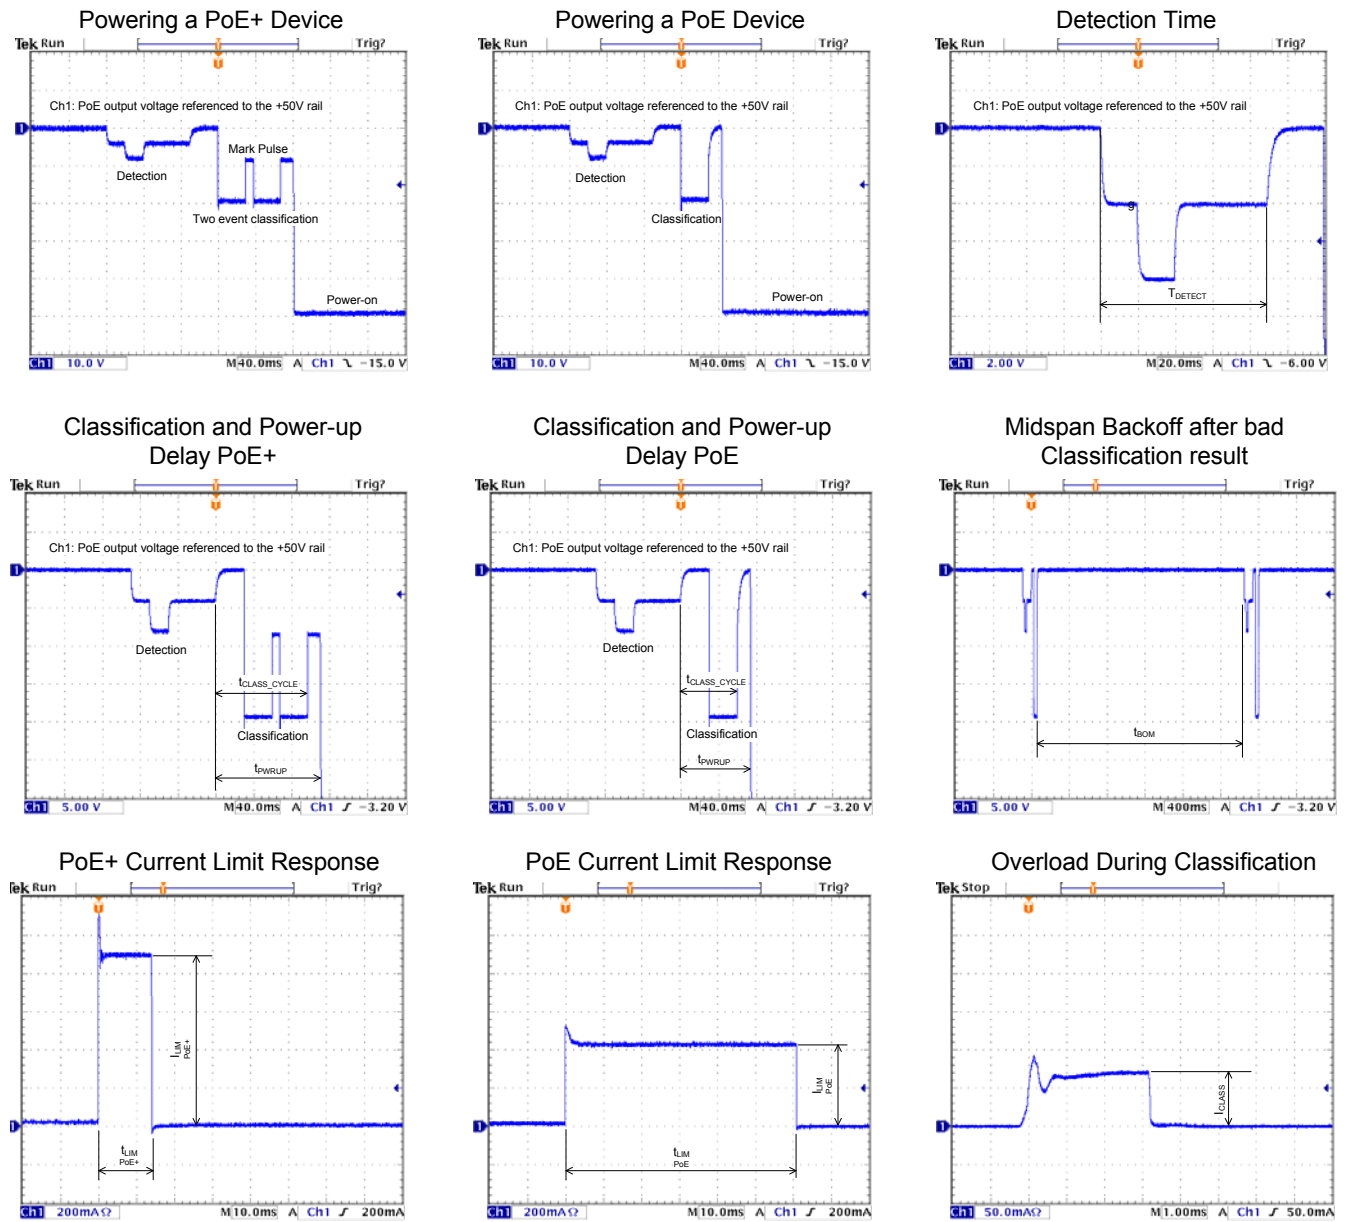 Powering a PoE+ Device
Tek Run
Trig?
T
T
Ch1: PoE output voltage referenced to the +50V rail
1
Mark Pulse
Detection
Two event classification
Power-on
Ch1 10.0 V M 40.0ms A Ch1 -15.0 V
Powering a PoE Device
Tek Run
Trig?
T
T
Ch1: PoE output voltage referenced to the +50V rail
1
Detection
Classification
Power-on
Ch1 10.0 V M 40.0ms A Ch1 -15.0 V
Detection Time
Tek Run
Trig?
T
T
Ch1: PoE output voltage referenced to the +50V rail
1
g
TDETECT
Ch1 2.00 V M 20.0ms A Ch1 -6.00 V
Classification and Power-up
Delay PoE+
Tek Run
Trig?
T
T
Ch1: PoE output voltage referenced to the +50V rail
1
Detection
tCLASS_CYCLE
Classification
tPWRUP
Ch1 5.00 V M 40.0ms A Ch1 -3.20 V
Classification and Power-up
Delay PoE
Tek Run
Trig?
T
T
Ch1: PoE output voltage referenced to the +50V rail
1
Detection
tCLASS_CYCLE
Classification
tPWRUP
Ch1 5.00 V M 40.0ms A Ch1 -3.20 V
Midspan Backoff after bad
Classification result
Tek Run
Trig?
T
T
1
tBOM
Ch1 5.00 V M 400ms A Ch1 -3.20 V
PoE+ Current Limit Response
Tek Run
Trig?
T
T
ILIM
PoE+
1
tLIM
PoE+
Ch1 200mAΩ M 10.0ms A Ch1 200mA
PoE Current Limit Response
Tek Run
Trig?
T
T
ILIM
PoE
1
tLIM
PoE
Ch1 200mAΩ M 10.0ms A Ch1 200mA
Overload During Classification
Tek Stop
Trig?
T
T
ICLASS
1
Ch1 50.0mAΩ M 1.00ms A Ch1 50.0mA